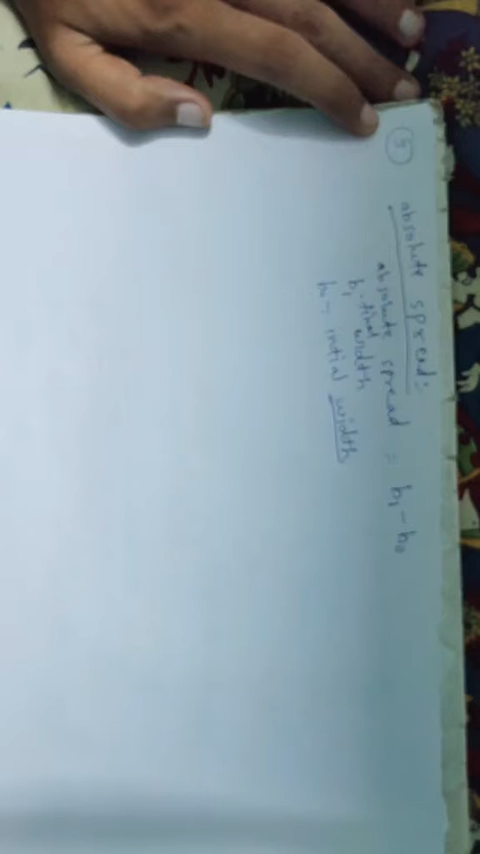 5
absolute spread:
absolute spread = b1 - b0
b1 - final width
b0 - initial width